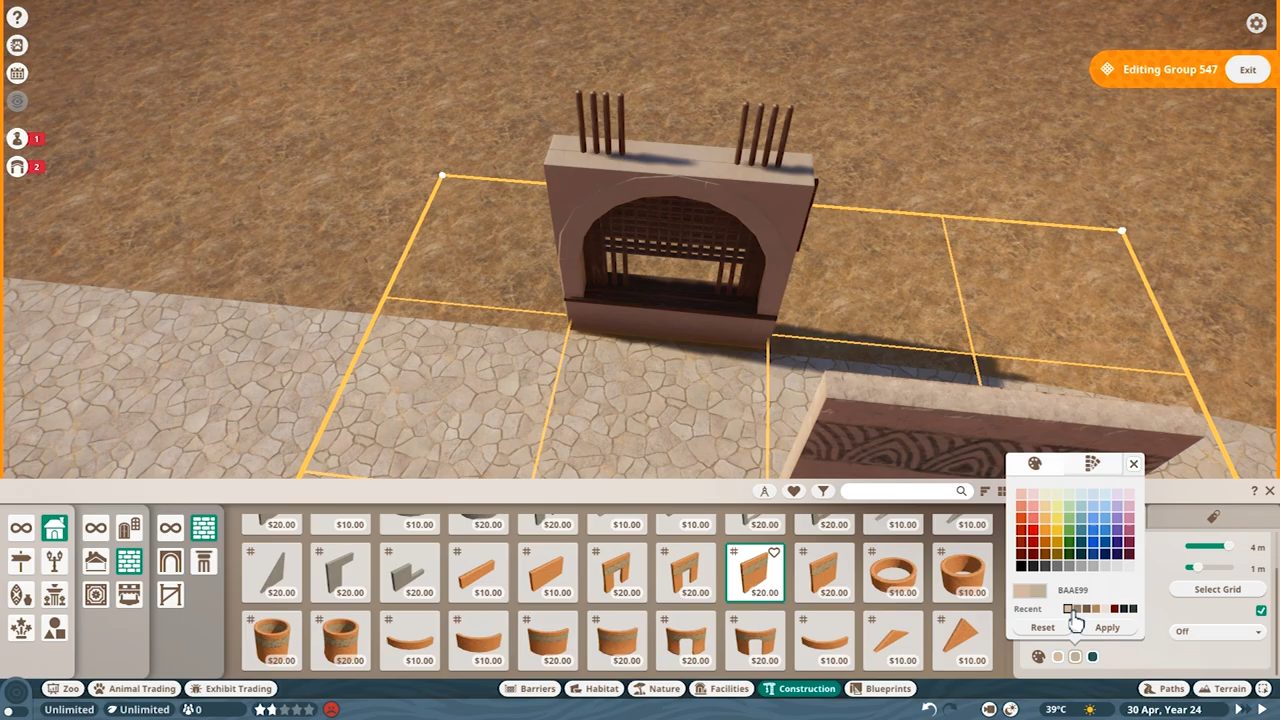 ?
Editing Group 547
Exit
1
2
? ×
$20.00 $10.00 $10.00 $20.00 $10.00 $10.00 $10.00 $20.00 $20.00 $10.00 $10.00
$20.00 $20.00 $20.00 $10.00 $10.00 $20.00 $20.00 $20.00 $20.00 $10.00 $10.00
$20.00 $20.00 $10.00 $10.00 $20.00 $20.00 $20.00 $20.00 $10.00 $10.00 $10.00
BAAE99
Recent
Reset Apply
4 m
1 m
Select Grid
Off
Zoo Animal Trading Exhibit Trading Barriers Habitat Nature Facilities Construction Blueprints Paths Terrain
Unlimited Unlimited 0 39°C 30 Apr, Year 24